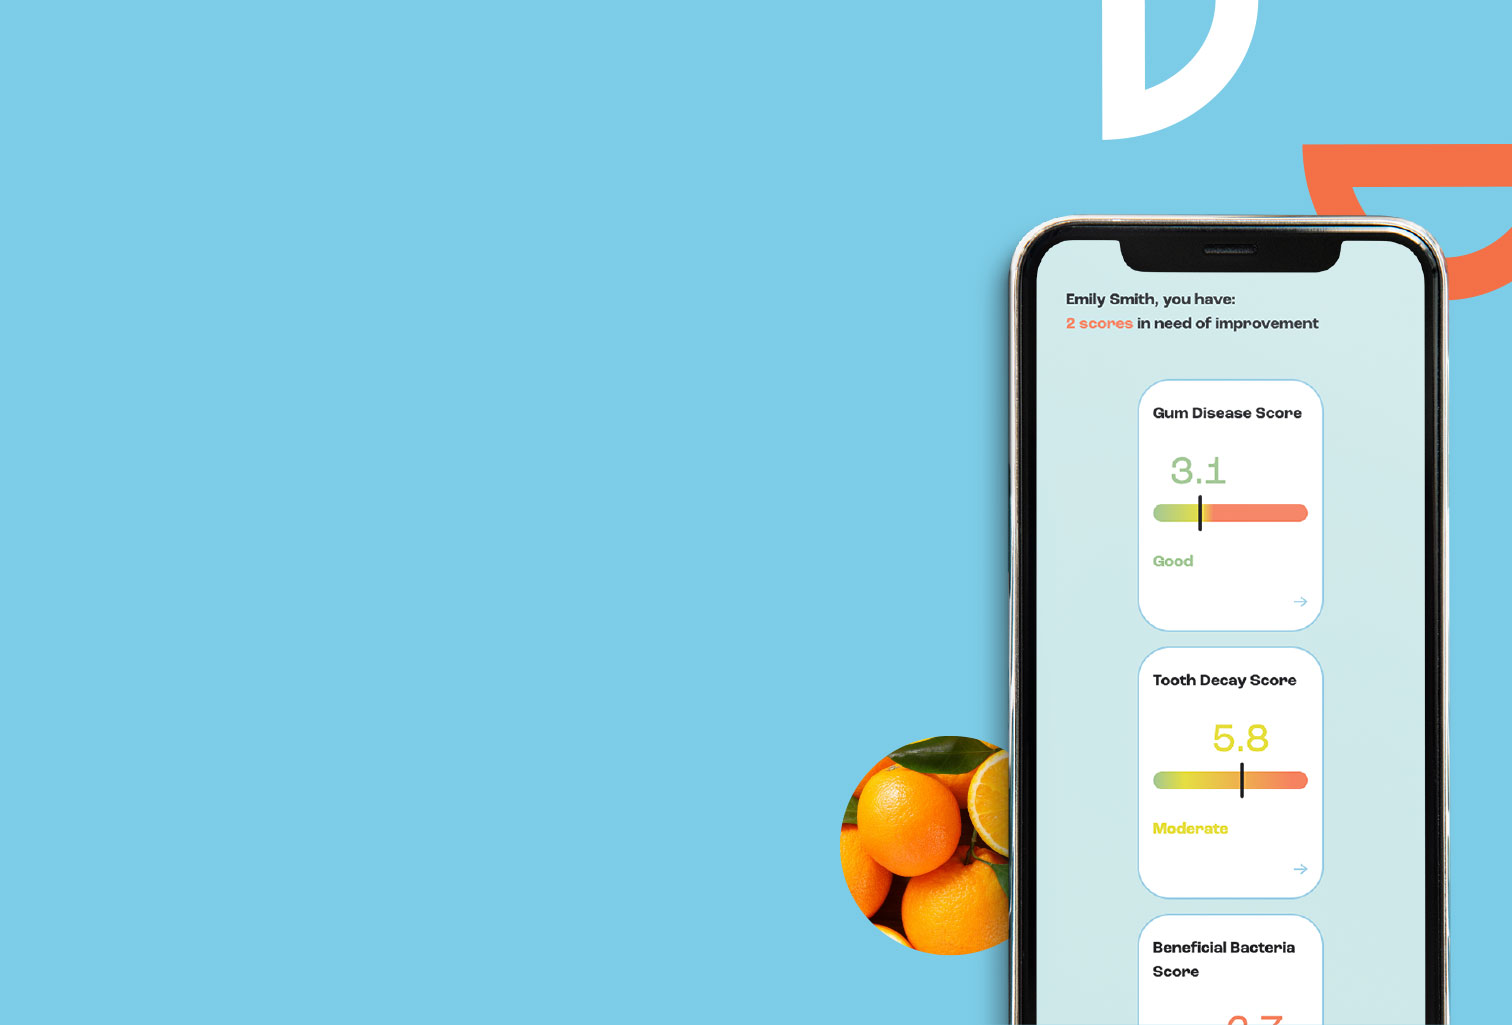 Emily Smith, you have:
2 scores in need of improvement
Gum Disease Score
3.1
Good
Tooth Decay Score
5.8
Moderate
Beneficial Bacteria
Score